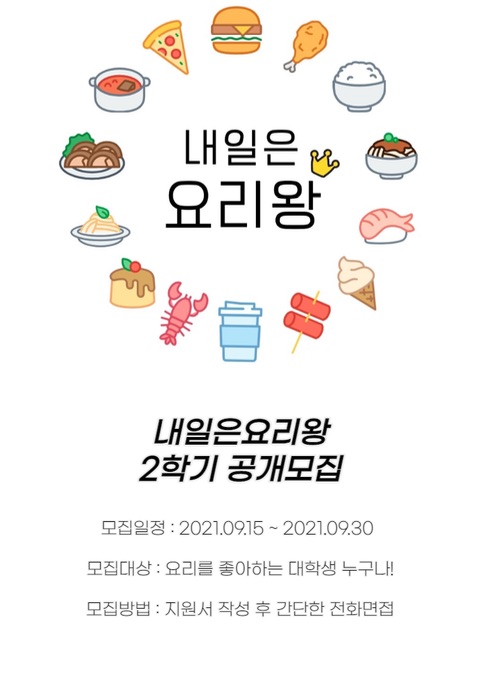 내일은
요리왕
내일은요리왕
2학기 공개모집
모집일정 : 2021.09.15 ~ 2021.09.30
모집대상 : 요리를 좋아하는 대학생 누구나!
모집방법 : 지원서 작성 후 간단한 전화면접